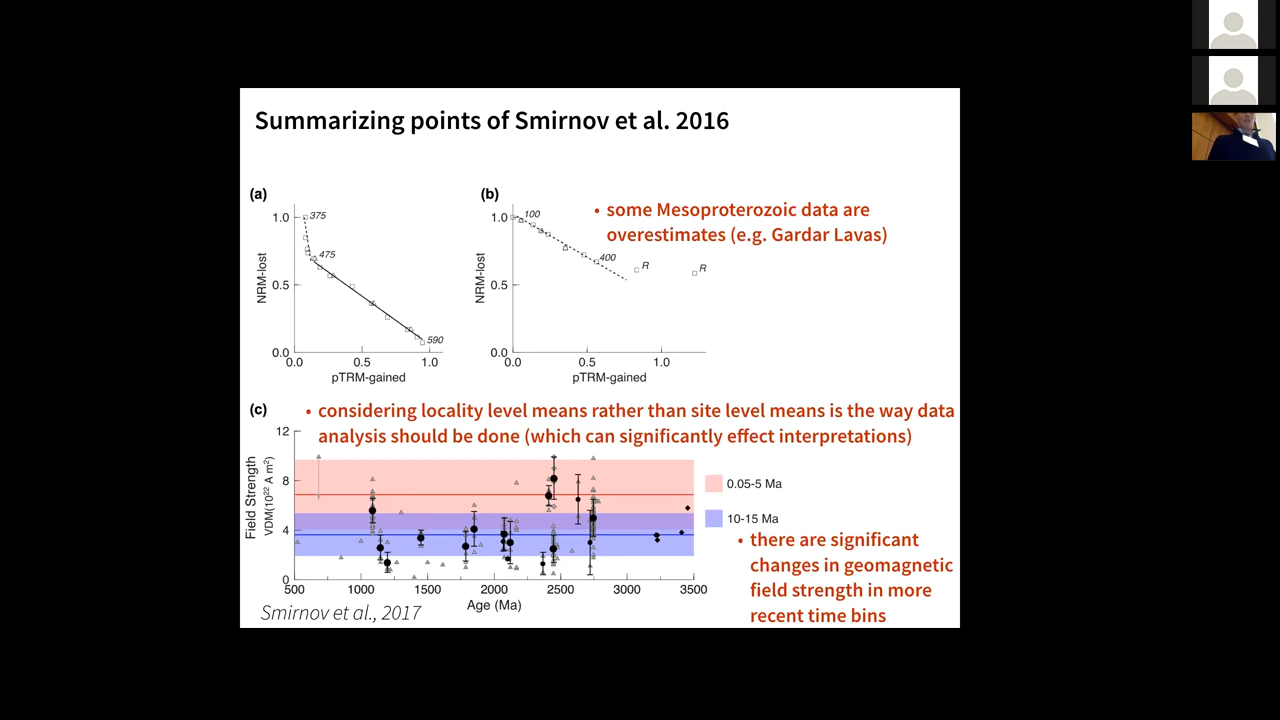 Summarizing points of Smirnov et al. 2016
(a)
1.0
375
475
NRM-lost
0.5
590
0.0
0.0 0.5 1.0
pTRM-gained
(b)
1.0
100
400
R
R
NRM-lost
0.5
0.0
0.0 0.5 1.0
pTRM-gained
• some Mesoproterozoic data are
overestimates (e.g. Gardar Lavas)
(c)
• considering locality level means rather than site level means is the way data
analysis should be done (which can significantly effect interpretations)
12
8
4
0
Field Strength
VDM(10²² A m²)
500 1000 1500 2000 2500 3000 3500
Age (Ma)
0.05-5 Ma
10-15 Ma
• there are significant
changes in geomagnetic
field strength in more
recent time bins
Smirnov et al., 2017